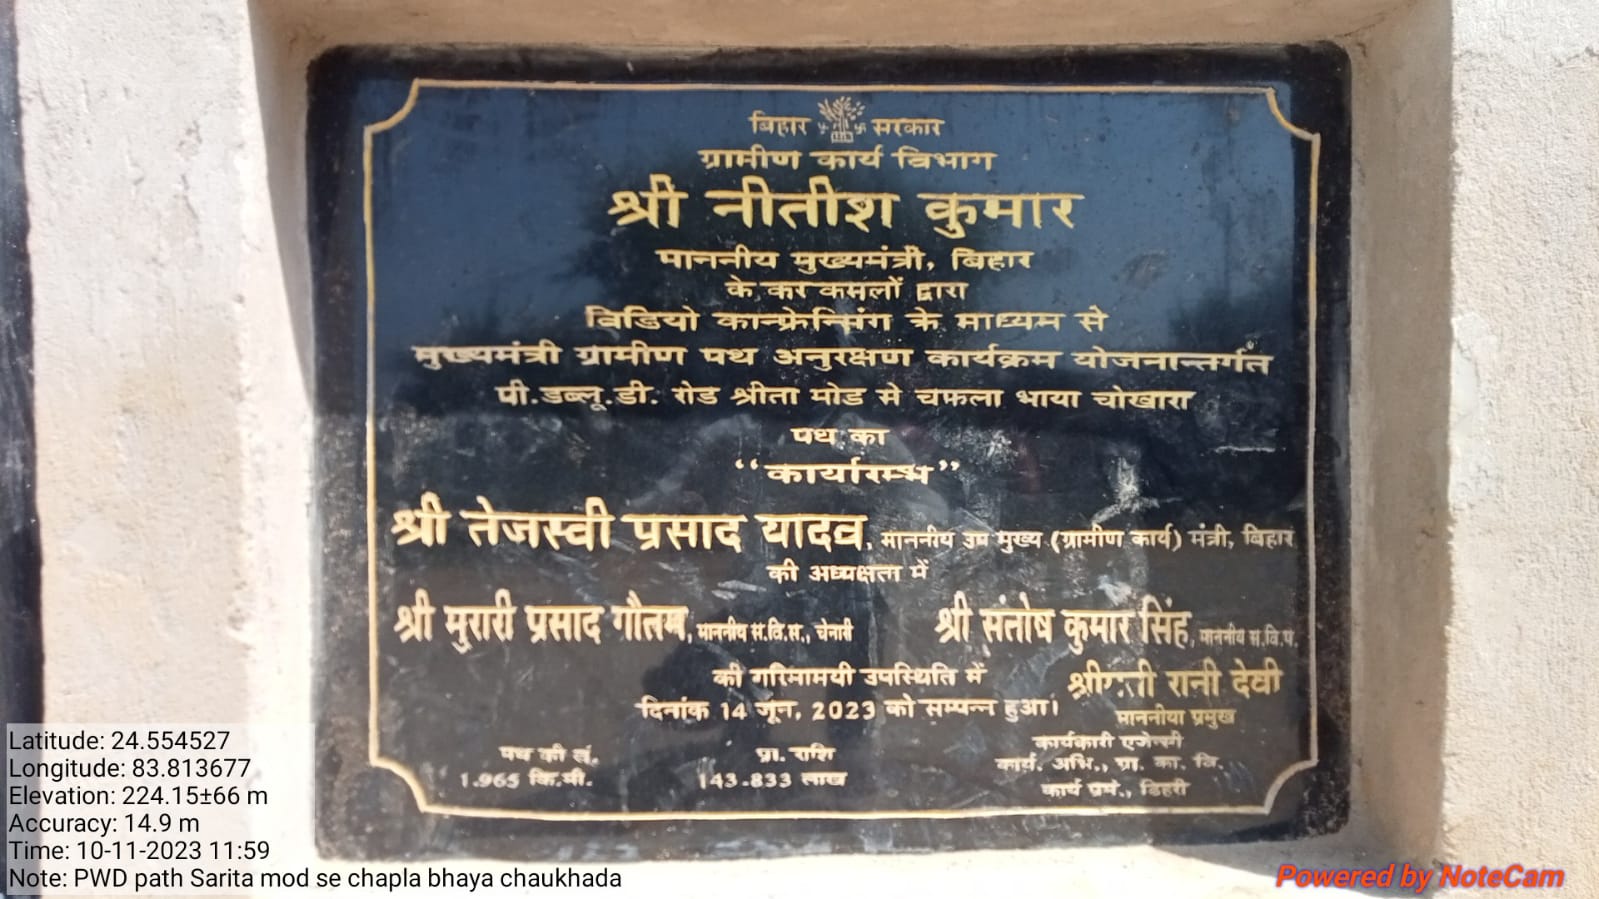 बिहार सरकार
ग्रामीण कार्य विभाग
श्री नीतीश कुमार
माननीय मुख्यमंत्री, बिहार
के कर कमलों द्वारा
विडियो कान्फ्रेन्सिंग के माध्यम से
मुख्यमंत्री ग्रामीण पथ अनुरक्षण कार्यक्रम योजनान्तर्गत
पी.डब्लू.डी. रोड श्रीता मोड से चफला भाया चोखारा
पथ का
“कार्यारम्भ”
श्री तेजस्वी प्रसाद यादव, माननीय उप मुख्य (ग्रामीण कार्य) मंत्री, बिहार
की अध्यक्षता में
श्री मुरारी प्रसाद गौतम, माननीय स.वि.स., चेनारी
श्री संतोष कुमार सिंह, माननीय स.वि.प.
की गरिमामयी उपस्थिति में
श्रीमती रानी देवी
माननीया प्रमुख
दिनांक 14 जून, 2023 को सम्पन्न हुआ।
पथ की लं.
1.965 कि.मी.
प्रा. राशि
143.833 लाख
कार्यकारी एजेन्सी
कार्य. अभि., ग्रा. का. वि.
कार्य प्रमं., डिहरी
Latitude: 24.554527
Longitude: 83.813677
Elevation: 224.15±66 m
Accuracy: 14.9 m
Time: 10-11-2023 11:59
Note: PWD path Sarita mod se chapla bhaya chaukhada
Powered by NoteCam